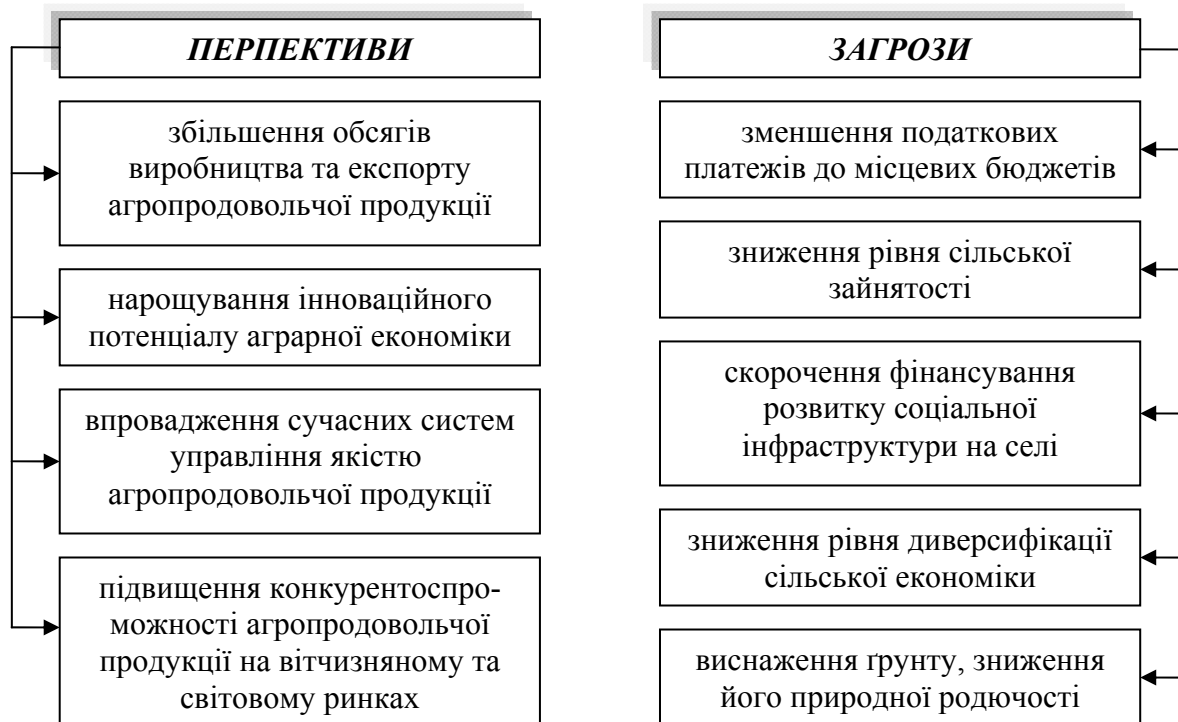 ПЕРПЕКТИВИ
збільшення обсягів
виробництва та експорту
агропродовольчої продукції
нарощування інноваційного
потенціалу аграрної економіки
впровадження сучасних систем
управління якістю
агропродовольчої продукції
підвищення конкурентоспро-
можності агропродовольчої
продукції на вітчизняному та
світовому ринках
ЗАГРОЗИ
зменшення податкових
платежів до місцевих бюджетів
зниження рівня сільської
зайнятості
скорочення фінансування
розвитку соціальної
інфраструктури на селі
зниження рівня диверсифікації
сільської економіки
виснаження ґрунту, зниження
його природної родючості